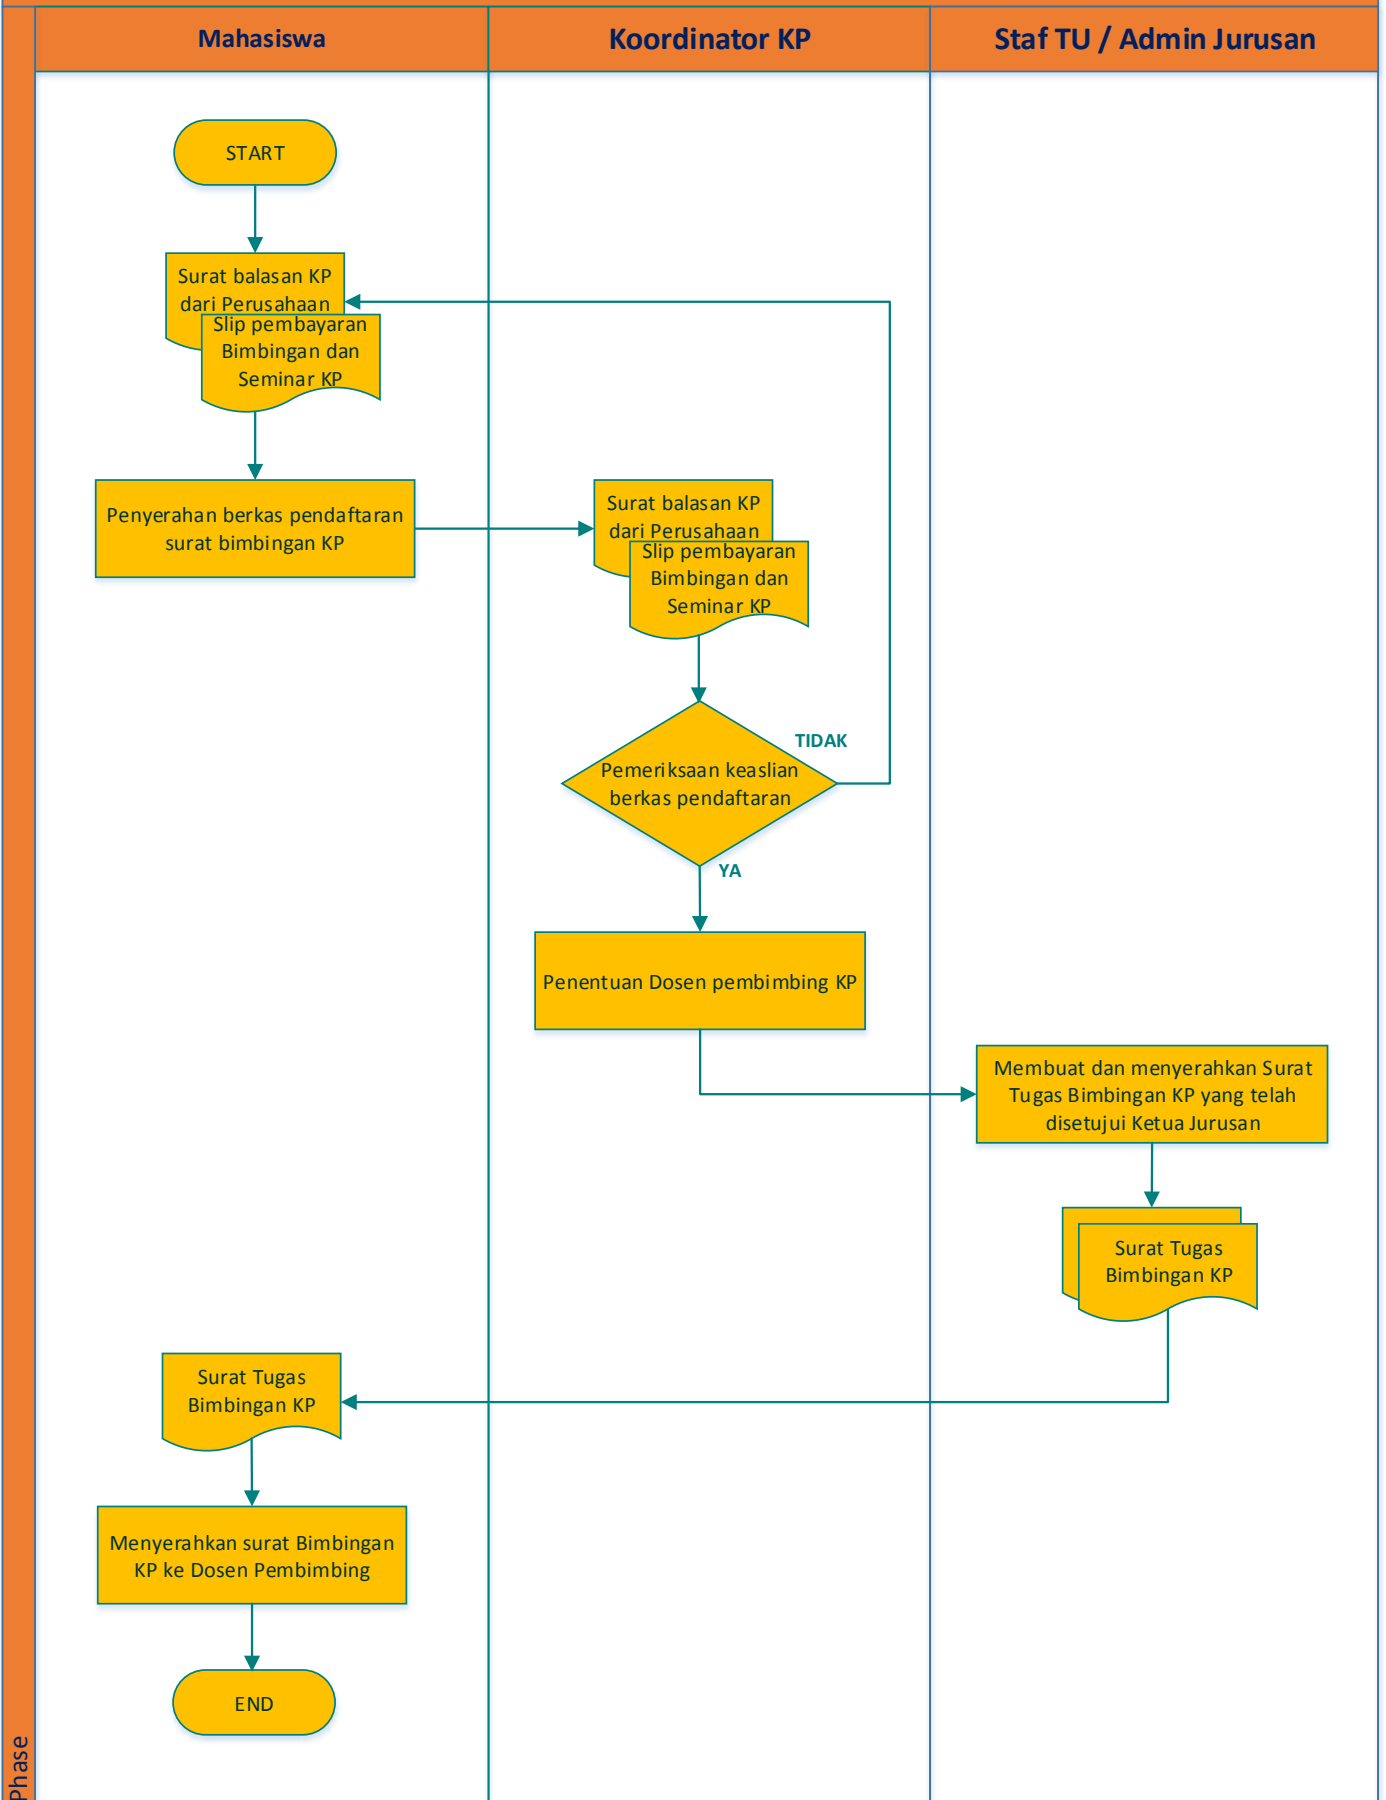 Mahasiswa
Koordinator KP
Staf TU / Admin Jurusan
START
Surat balasan KP
dari Perusahaan
Slip pembayaran
Bimbingan dan
Seminar KP
Penyerahan berkas pendaftaran
surat bimbingan KP
Surat balasan KP
dari Perusahaan
Slip pembayaran
Bimbingan dan
Seminar KP
TIDAK
Pemeriksaan keaslian
berkas pendaftaran
YA
Penentuan Dosen pembimbing KP
Membuat dan menyerahkan Surat
Tugas Bimbingan KP yang telah
disetujui Ketua Jurusan
Surat Tugas
Bimbingan KP
Surat Tugas
Bimbingan KP
Menyerahkan surat Bimbingan
KP ke Dosen Pembimbing
END
Phase